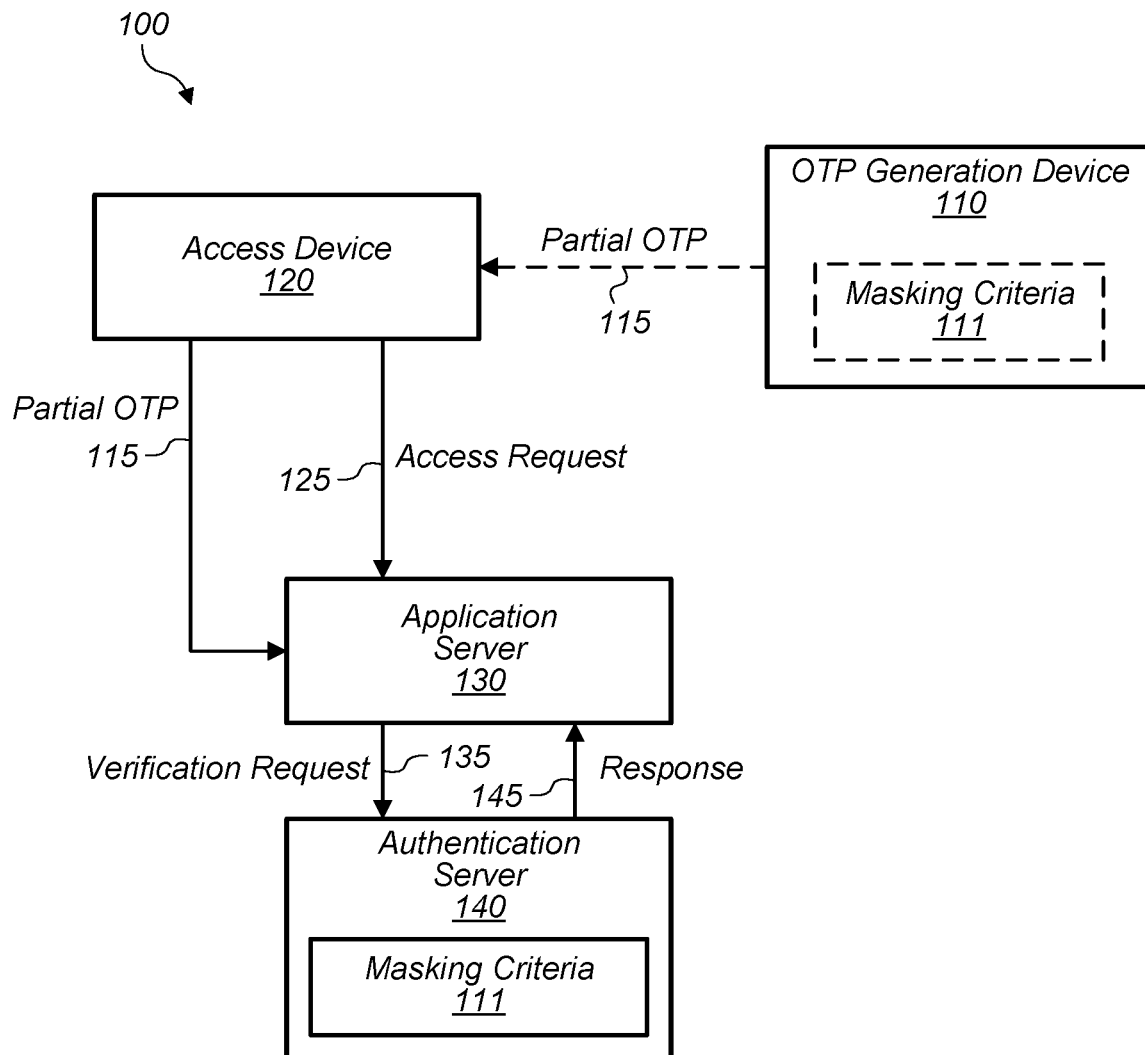 100
OTP Generation Device
110
Masking Criteria
111
Access Device
120
Partial OTP
115
Partial OTP
115
Access Request
125
Application
Server
130
Verification Request
135
Response
145
Authentication
Server
140
Masking Criteria
111